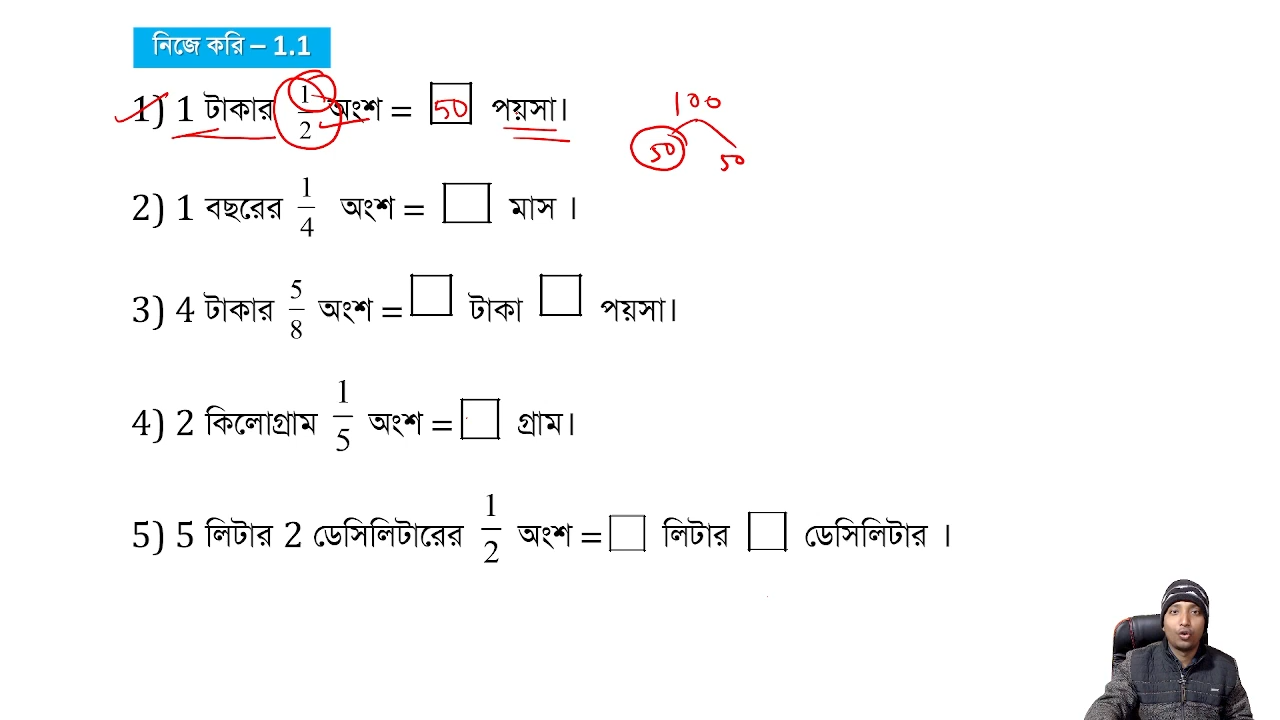 নিজে করি – 1.1
1) 1 টাকার 1/2 অংশ = 50 পয়সা।
100
50 50
2) 1 বছরের 1/4 অংশ = □ মাস ।
3) 4 টাকার 5/8 অংশ = □ টাকা □ পয়সা।
4) 2 কিলোগ্রাম 1/5 অংশ = □ গ্রাম।
5) 5 লিটার 2 ডেসিলিটারের 1/2 অংশ = □ লিটার □ ডেসিলিটার ।